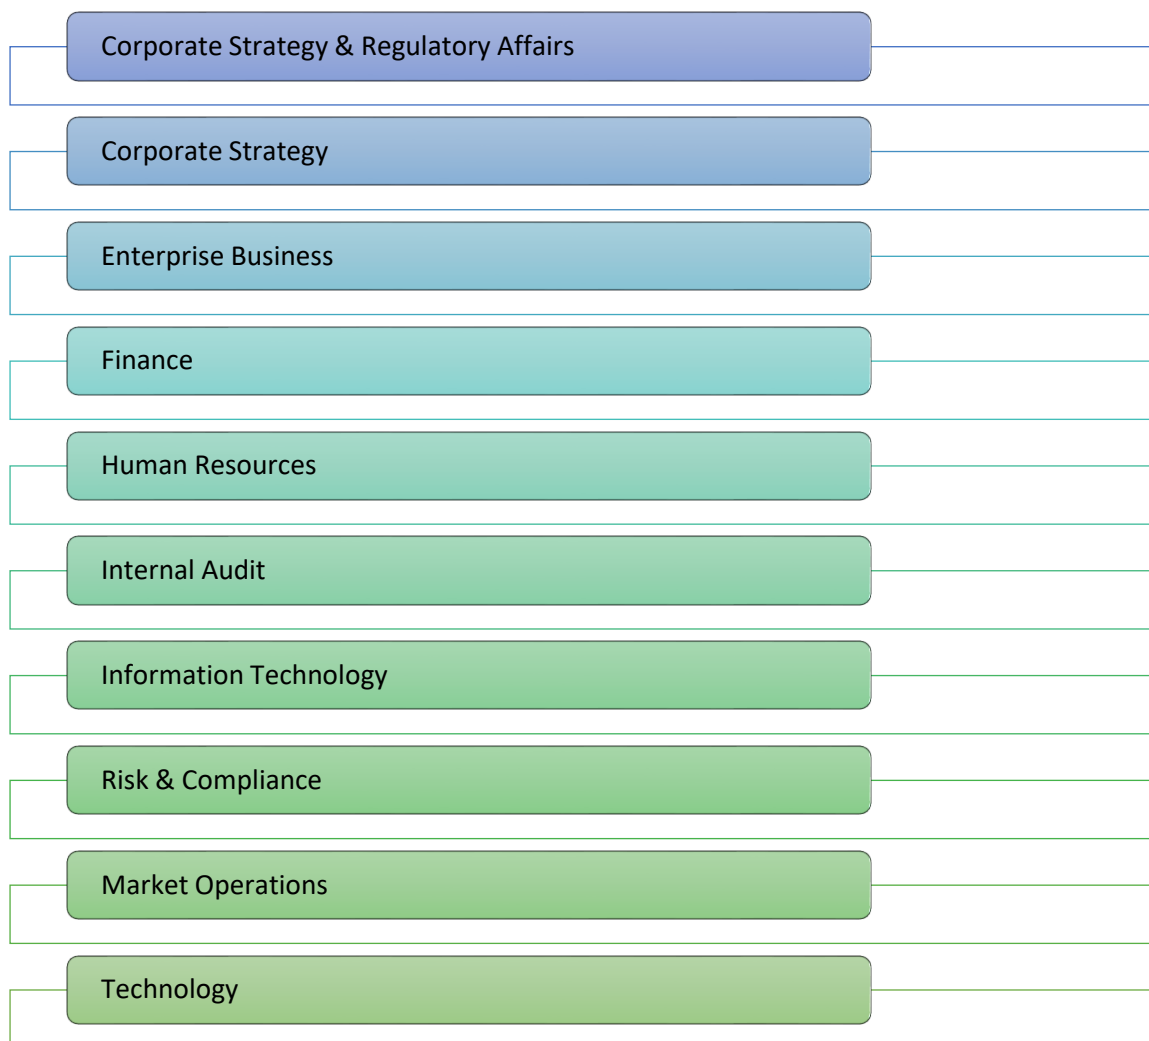 Corporate Strategy & Regulatory Affairs
Corporate Strategy
Enterprise Business
Finance
Human Resources
Internal Audit
Information Technology
Risk & Compliance
Market Operations
Technology